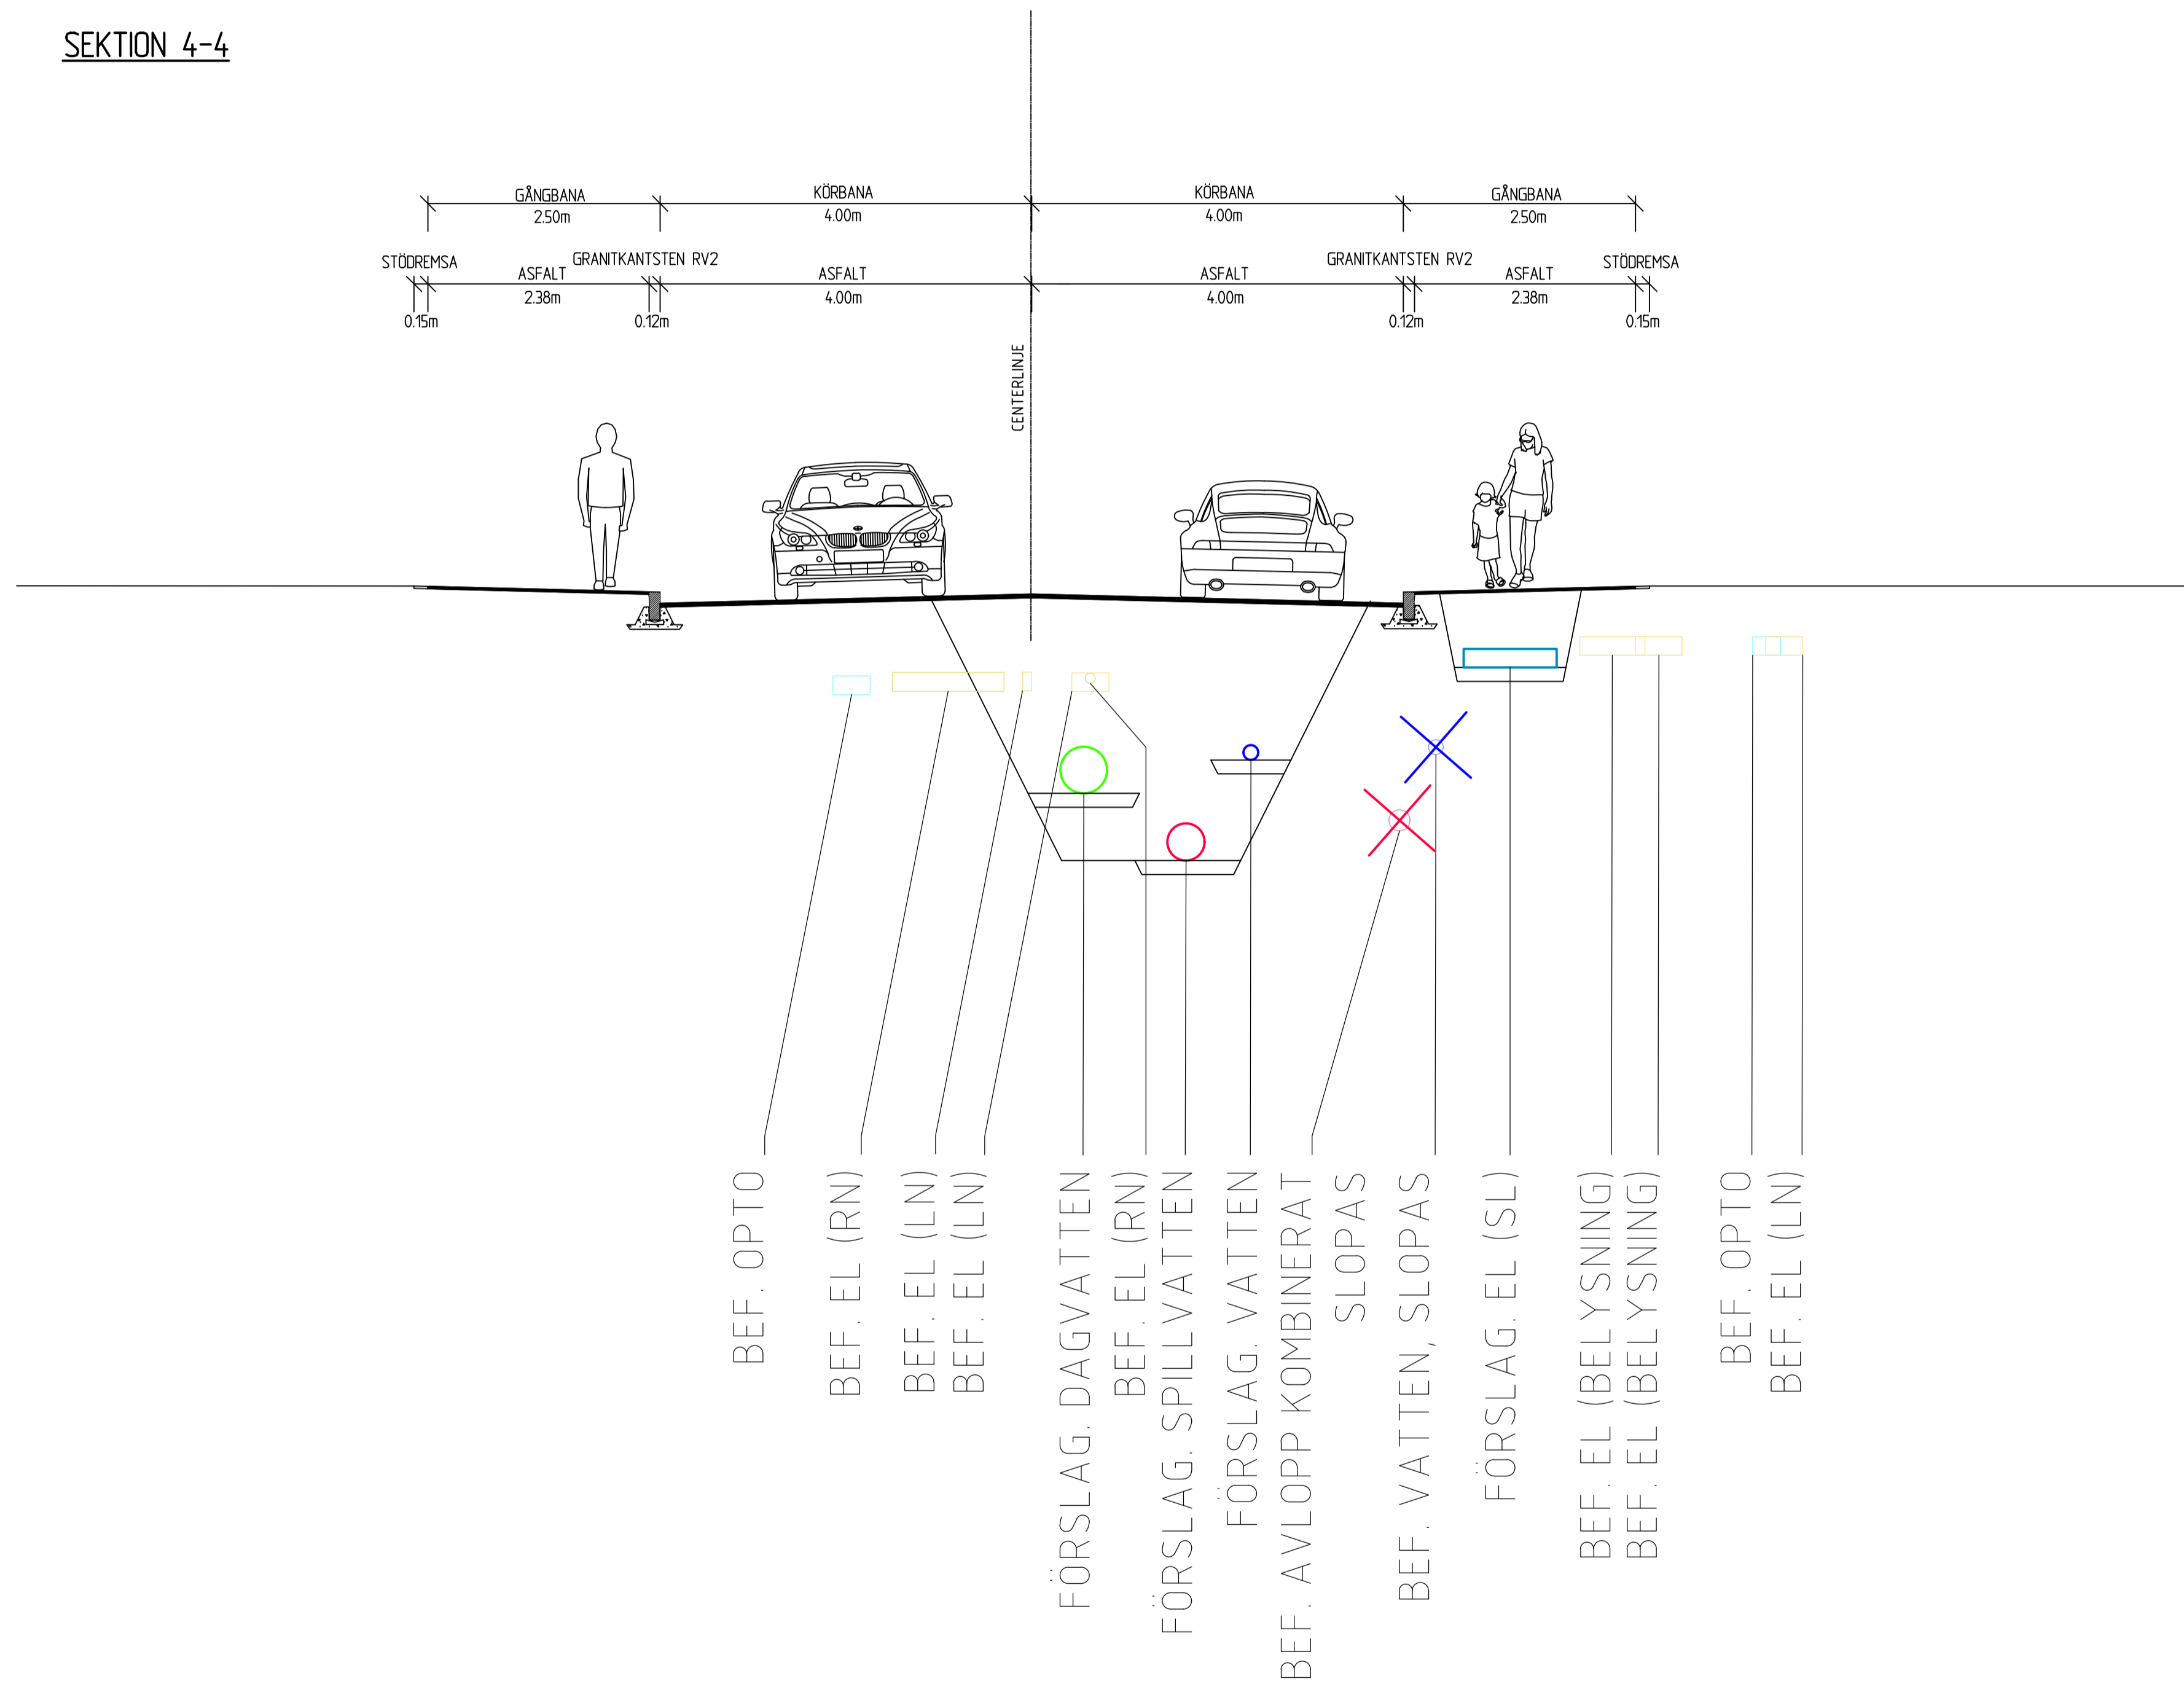 SEKTION 4-4
GÅNGBANA
KÖRBANA
KÖRBANA
GÅNGBANA
2.50m
4.00m
4.00m
2.50m
STÖDREMSA
ASFALT
GRANITKANTSTEN RV2
ASFALT
ASFALT
GRANITKANTSTEN RV2
ASFALT
STÖDREMSA
2.38m
4.00m
4.00m
2.38m
0.15m
0.12m
0.12m
0.15m
CENTERLINJE
BEF. OPTO
BEF. EL (RN)
BEF. EL (LN)
BEF. EL (LN)
FÖRSLAG. DAGVATTEN
BEF. EL (RN)
FÖRSLAG. SPILLVATTEN
FÖRSLAG. VATTEN
BEF. AVLOPP KOMBINERAT
SLOPAS
BEF. VATTEN, SLOPAS
FÖRSLAG. EL (SL)
BEF. EL (BELYSNING)
BEF. EL (BELYSNING)
BEF. OPTO
BEF. EL (LN)